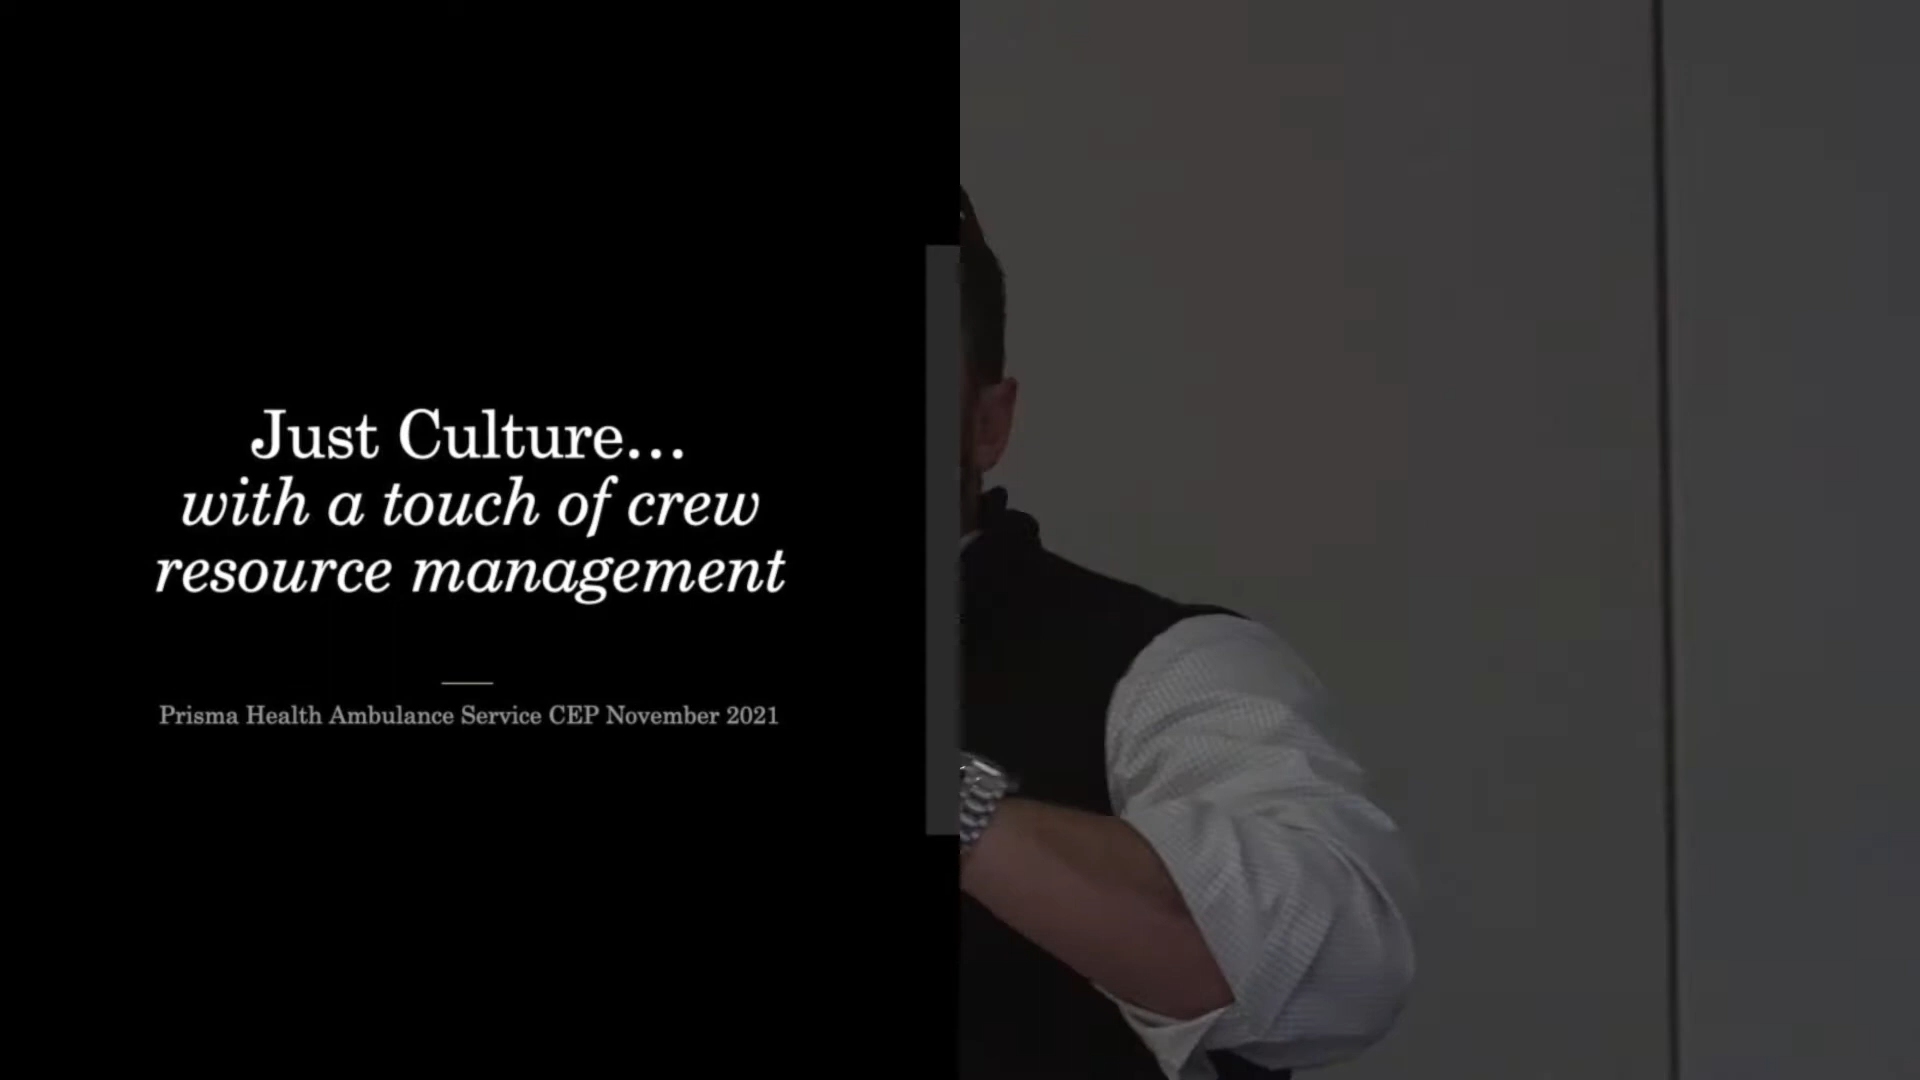 Just Culture...
with a touch of crew
resource management
Prisma Health Ambulance Service CEP November 2021